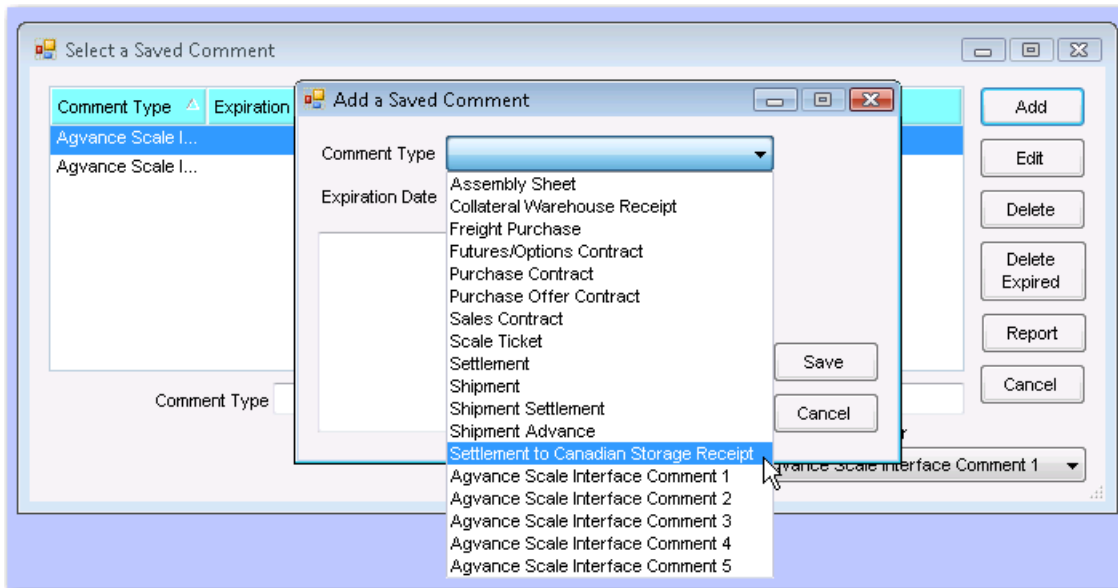 Select a Saved Comment
Comment Type Expiration
Agvance Scale I...
Agvance Scale I...
Add
Edit
Delete
Delete
Expired
Report
Cancel
Comment Type
Add a Saved Comment
Comment Type
Expiration Date
Assembly Sheet
Collateral Warehouse Receipt
Freight Purchase
Futures/Options Contract
Purchase Contract
Purchase Offer Contract
Sales Contract
Scale Ticket
Settlement
Shipment
Shipment Settlement
Shipment Advance
Settlement to Canadian Storage Receipt
Agvance Scale Interface Comment 1
Agvance Scale Interface Comment 2
Agvance Scale Interface Comment 3
Agvance Scale Interface Comment 4
Agvance Scale Interface Comment 5
Save
Cancel
Scale Interface Comment 1